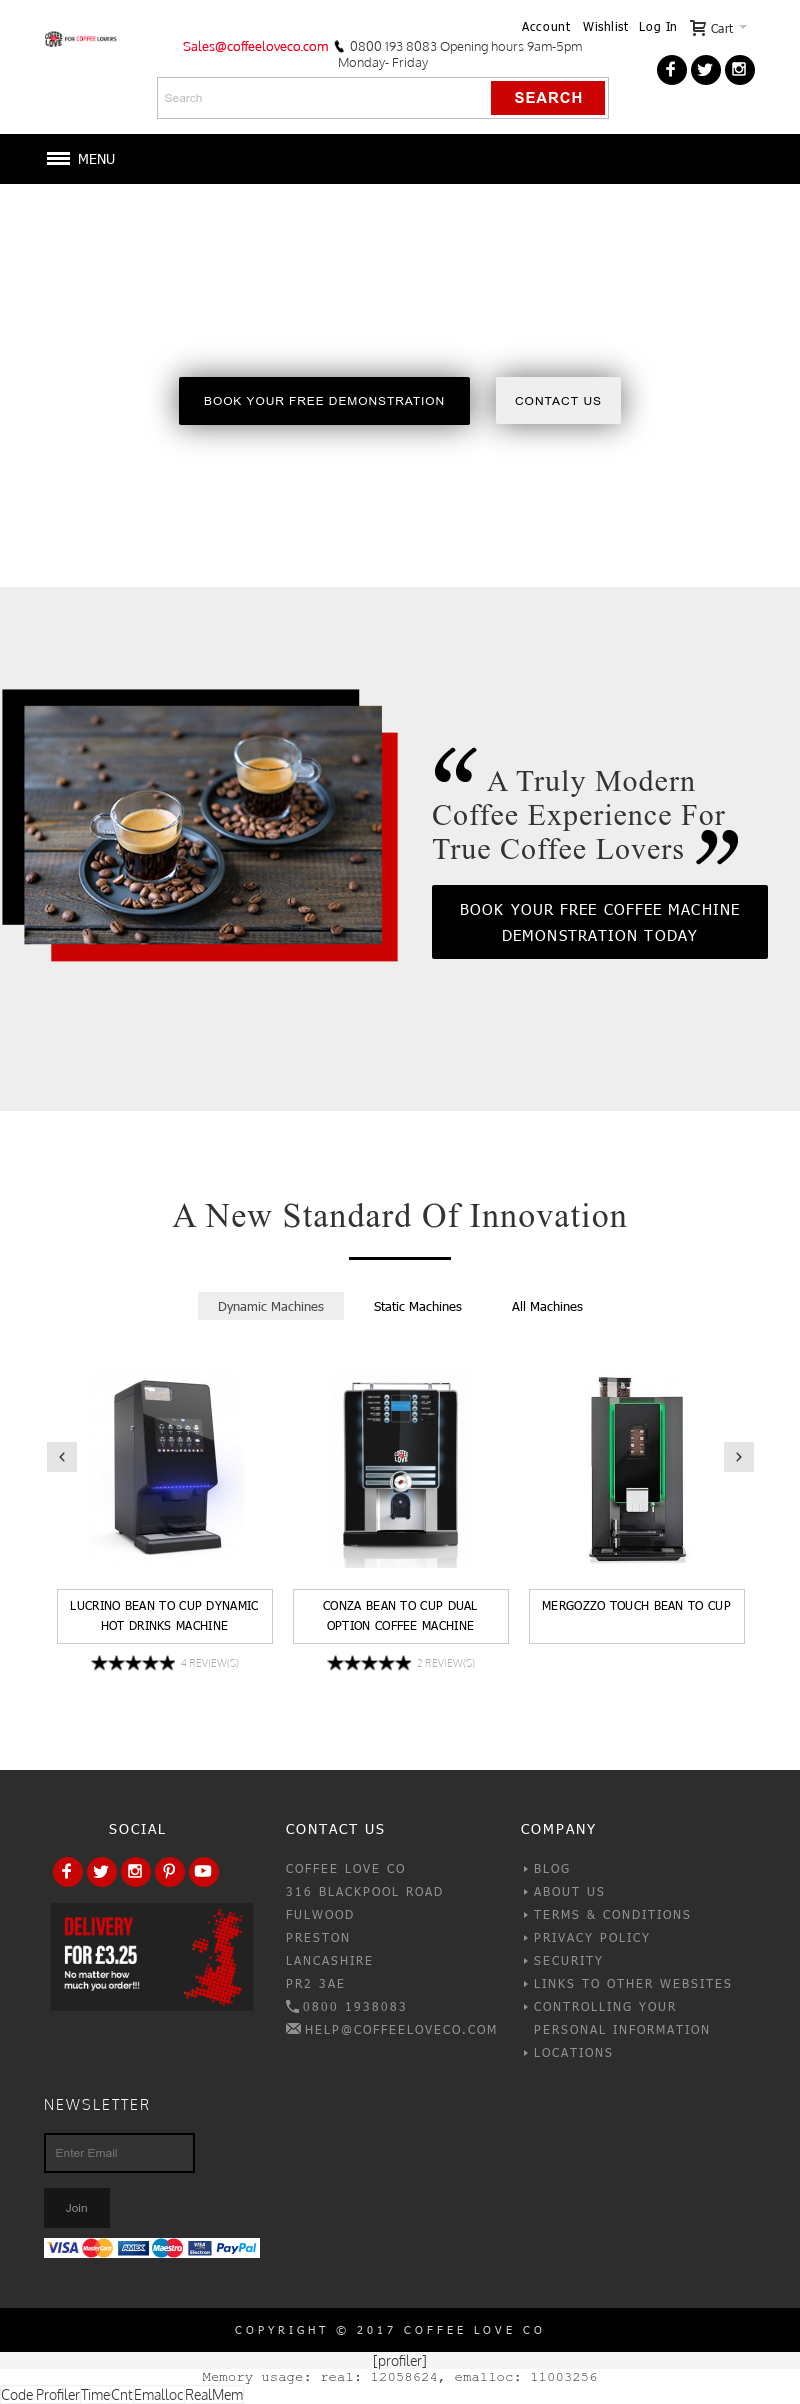 Account Wishlist Log In Cart
COFFEE LOVE FOR COFFEE LOVERS
Sales@coffeeloveco.com 0800 193 8083 Opening hours 9am-5pm
Monday- Friday
Search SEARCH
MENU
BOOK YOUR FREE DEMONSTRATION CONTACT US
“ A Truly Modern
Coffee Experience For
True Coffee Lovers ”
BOOK YOUR FREE COFFEE MACHINE
DEMONSTRATION TODAY
A New Standard Of Innovation
Dynamic Machines Static Machines All Machines
LUCRINO BEAN TO CUP DYNAMIC
HOT DRINKS MACHINE
4 REVIEW(S)
CONZA BEAN TO CUP DUAL
OPTION COFFEE MACHINE
2 REVIEW(S)
MERGOZZO TOUCH BEAN TO CUP
SOCIAL
DELIVERY
FOR £3.25
No matter how
much you order!!!
CONTACT US
COFFEE LOVE CO
316 BLACKPOOL ROAD
FULWOOD
PRESTON
LANCASHIRE
PR2 3AE
0800 1938083
HELP@COFFEELOVECO.COM
COMPANY
BLOG
ABOUT US
TERMS & CONDITIONS
PRIVACY POLICY
SECURITY
LINKS TO OTHER WEBSITES
CONTROLLING YOUR
PERSONAL INFORMATION
LOCATIONS
NEWSLETTER
Enter Email
Join
VISA MasterCard AMEX Maestro VISA Electron PayPal
COPYRIGHT © 2017 COFFEE LOVE CO
[profiler]
Memory usage: real: 12058624, emalloc: 11003256
Code Profiler Time Cnt Emalloc RealMem